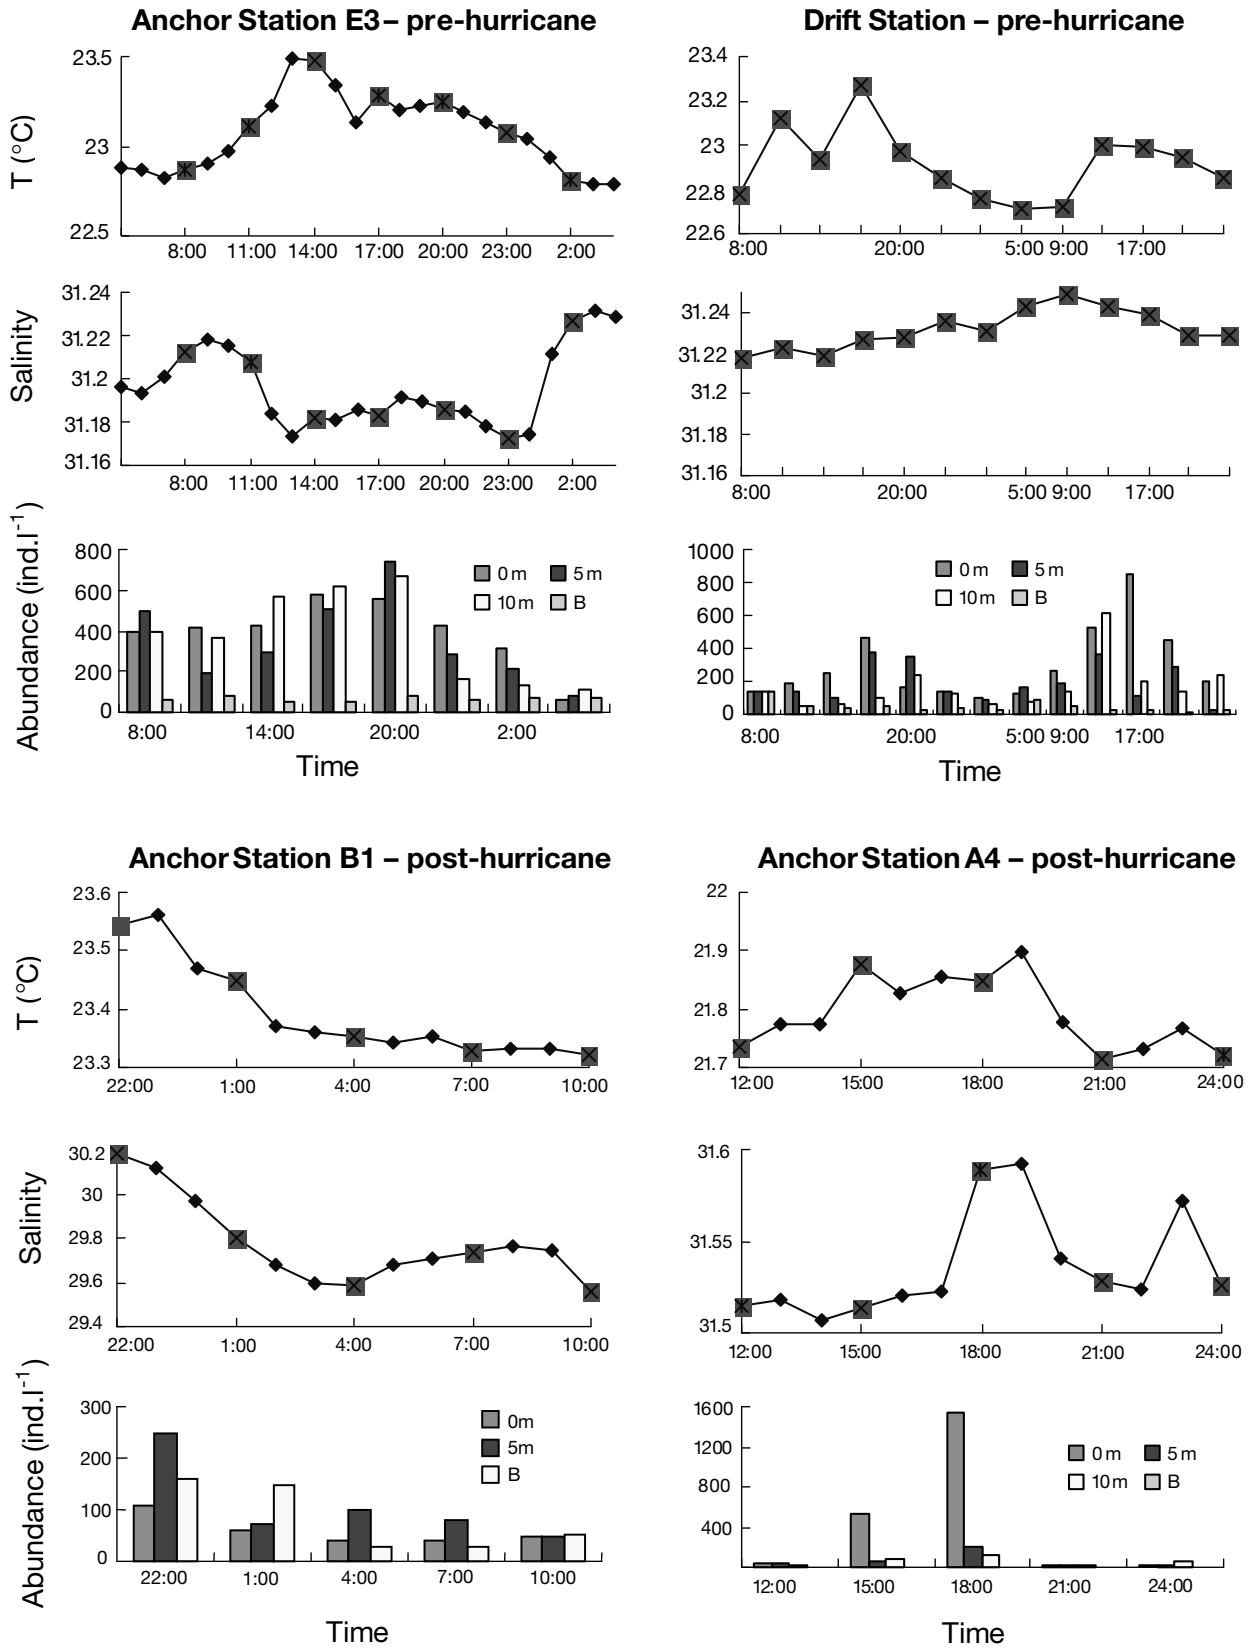 Anchor Station E3 – pre-hurricane
T (°C)
23.5
23
22.5
8:00 11:00 14:00 17:00 20:00 23:00 2:00
Salinity
31.24
31.22
31.2
31.18
31.16
8:00 11:00 14:00 17:00 20:00 23:00 2:00
Abundance (ind.l-1)
800
600
400
200
0
0 m 5 m
10 m B
8:00 14:00 20:00 2:00
Time
Drift Station – pre-hurricane
23.4
23.2
23
22.8
22.6
8:00 20:00 5:00 9:00 17:00
31.24
31.22
31.2
31.18
31.16
8:00 20:00 5:00 9:00 17:00
1000
800
600
400
200
0
0 m 5 m
10 m B
8:00 20:00 5:00 9:00 17:00
Time
Anchor Station B1 – post-hurricane
T (°C)
23.6
23.5
23.4
23.3
22:00 1:00 4:00 7:00 10:00
Salinity
30.2
30
29.8
29.6
29.4
22:00 1:00 4:00 7:00 10:00
Abundance (ind.l-1)
300
200
100
0
0m
5m
B
22:00 1:00 4:00 7:00 10:00
Time
Anchor Station A4 – post-hurricane
22
21.9
21.8
21.7
12:00 15:00 18:00 21:00 24:00
31.6
31.55
31.5
12:00 15:00 18:00 21:00 24:00
1600
1200
800
400
0 m 5 m
10 m B
12:00 15:00 18:00 21:00 24:00
Time